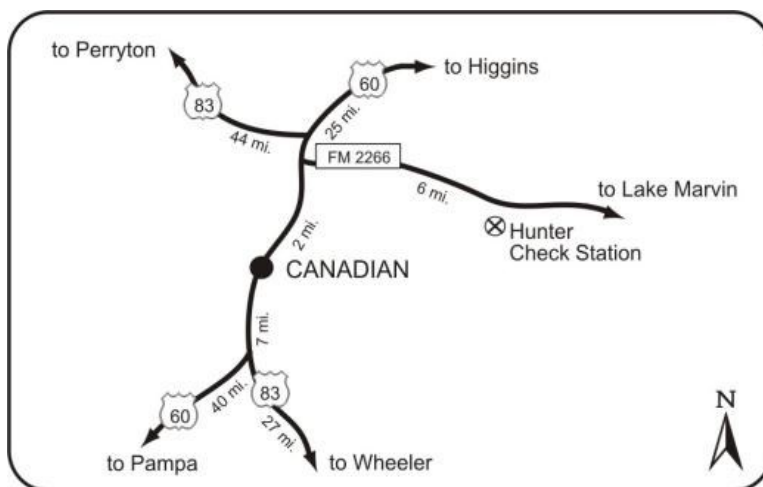 to Perryton
60
to Higgins
83
25 mi.
44 mi.
FM 2266
6 mi.
to Lake Marvin
2 mi.
Hunter
Check Station
CANADIAN
7 mi.
83
40 mi.
60
27 mi.
N
to Pampa
to Wheeler